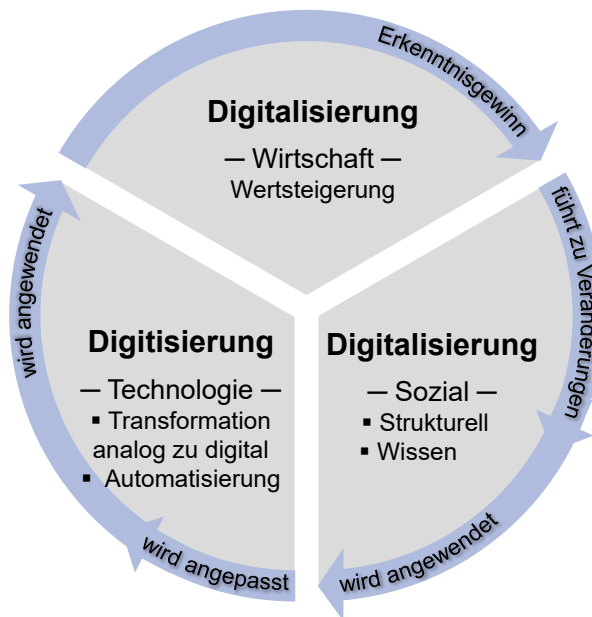 Erkenntnisgewinn
Digitalisierung
— Wirtschaft —
Wertsteigerung
führt zu Veränderungen
wird angewendet
Digitisierung
— Technologie —
▪ Transformation
analog zu digital
▪ Automatisierung
Digitalisierung
— Sozial —
▪ Strukturell
▪ Wissen
wird angepasst
wird angewendet